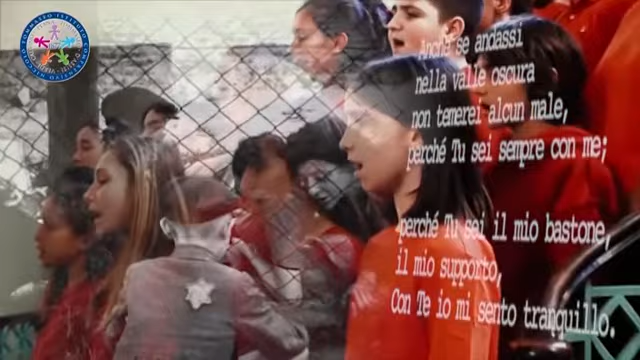 Anche se andassi
nella valle oscura
non temerei alcun male,
perché Tu sei sempre con me;
perché Tu sei il mio bastone,
il mio supporto,
Con Te io mi sento tranquillo.